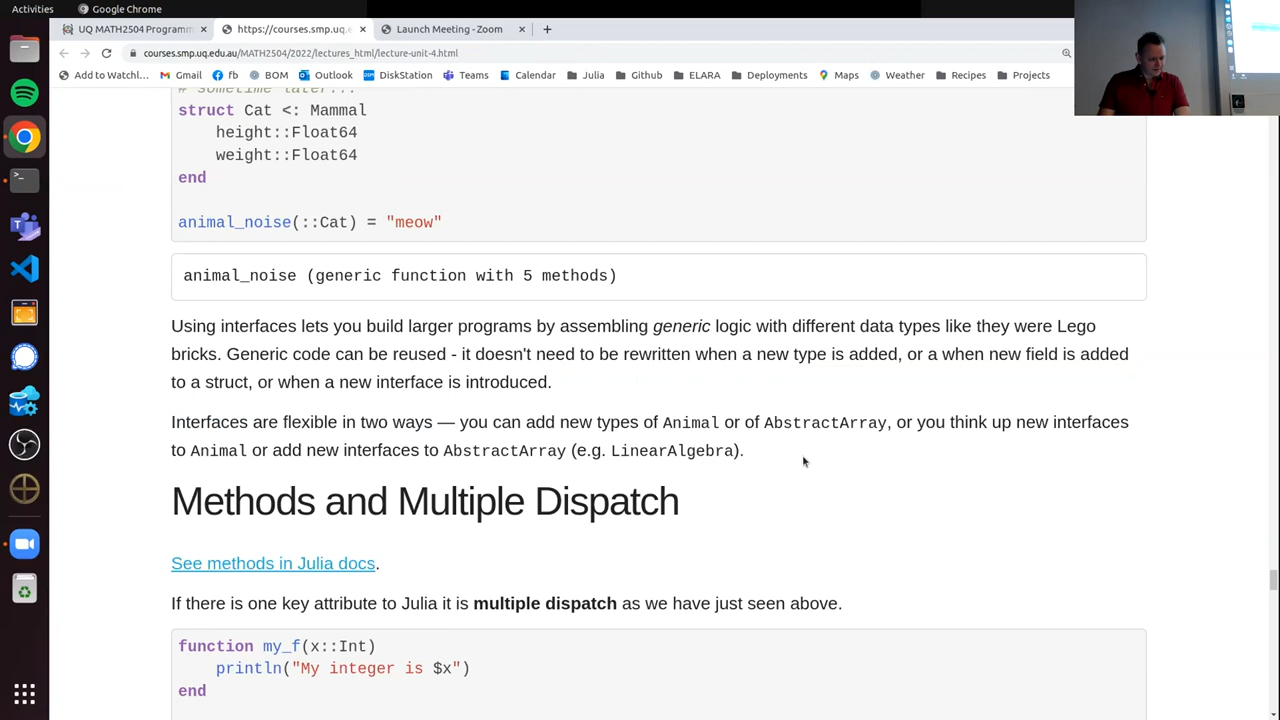 Activities
Google Chrome
UQ MATH2504 Programm
https://courses.smp.uq.e
Launch Meeting - Zoom
courses.smp.uq.edu.au/MATH2504/2022/lectures_html/lecture-unit-4.html
Add to Watchl... Gmail fb BOM Outlook DiskStation Teams Calendar Julia Github ELARA Deployments Maps Weather Recipes Projects
# sometime later...
struct Cat <: Mammal
height::Float64
weight::Float64
end
animal_noise(::Cat) = "meow"
animal_noise (generic function with 5 methods)
Using interfaces lets you build larger programs by assembling generic logic with different data types like they were Lego
bricks. Generic code can be reused - it doesn't need to be rewritten when a new type is added, or a when new field is added
to a struct, or when a new interface is introduced.
Interfaces are flexible in two ways — you can add new types of Animal or of AbstractArray, or you think up new interfaces
to Animal or add new interfaces to AbstractArray (e.g. LinearAlgebra).
Methods and Multiple Dispatch
See methods in Julia docs.
If there is one key attribute to Julia it is multiple dispatch as we have just seen above.
function my_f(x::Int)
println("My integer is $x")
end